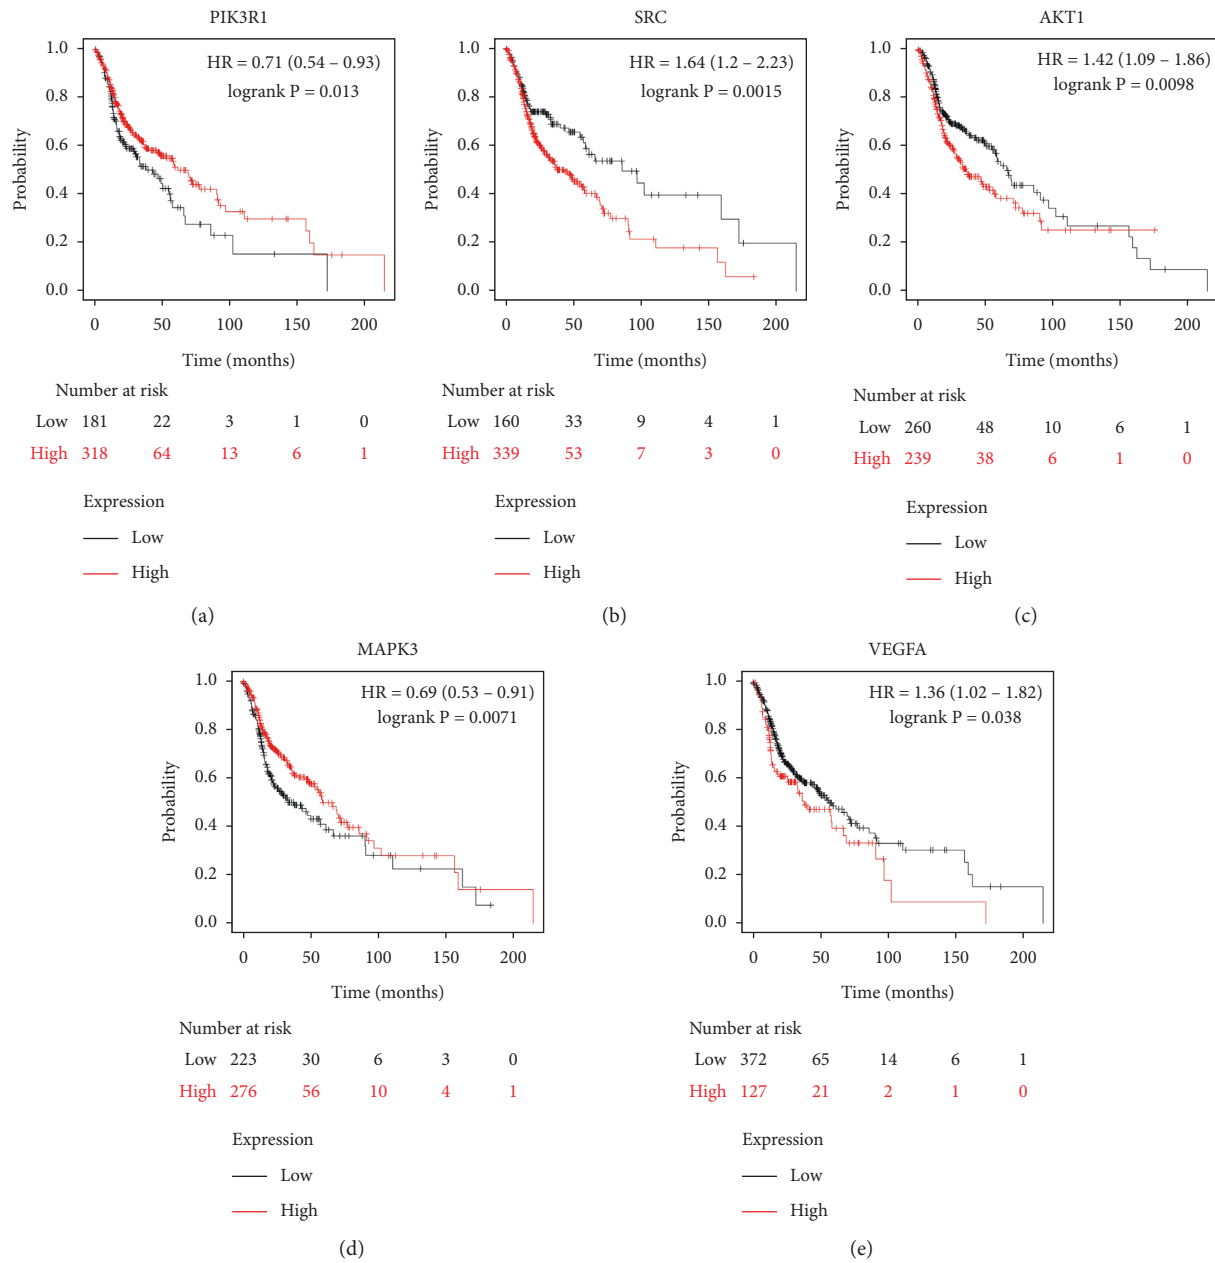 PIK3R1
HR = 0.71 (0.54 – 0.93)
logrank P = 0.013
1.0
0.8
0.6
0.4
0.2
0.0
Probability
0 50 100 150 200
Time (months)
Number at risk
Low 181 22 3 1 0
High 318 64 13 6 1
Expression
Low
High
(a)
SRC
HR = 1.64 (1.2 – 2.23)
logrank P = 0.0015
1.0
0.8
0.6
0.4
0.2
0.0
Probability
0 50 100 150 200
Time (months)
Number at risk
Low 160 33 9 4 1
High 339 53 7 3 0
Expression
Low
High
(b)
AKT1
HR = 1.42 (1.09 – 1.86)
logrank P = 0.0098
1.0
0.8
0.6
0.4
0.2
0.0
Probability
0 50 100 150 200
Time (months)
Number at risk
Low 260 48 10 6 1
High 239 38 6 1 0
Expression
Low
High
(c)
MAPK3
HR = 0.69 (0.53 – 0.91)
logrank P = 0.0071
1.0
0.8
0.6
0.4
0.2
0.0
Probability
0 50 100 150 200
Time (months)
Number at risk
Low 223 30 6 3 0
High 276 56 10 4 1
Expression
Low
High
(d)
VEGFA
HR = 1.36 (1.02 – 1.82)
logrank P = 0.038
1.0
0.8
0.6
0.4
0.2
0.0
Probability
0 50 100 150 200
Time (months)
Number at risk
Low 372 65 14 6 1
High 127 21 2 1 0
Expression
Low
High
(e)